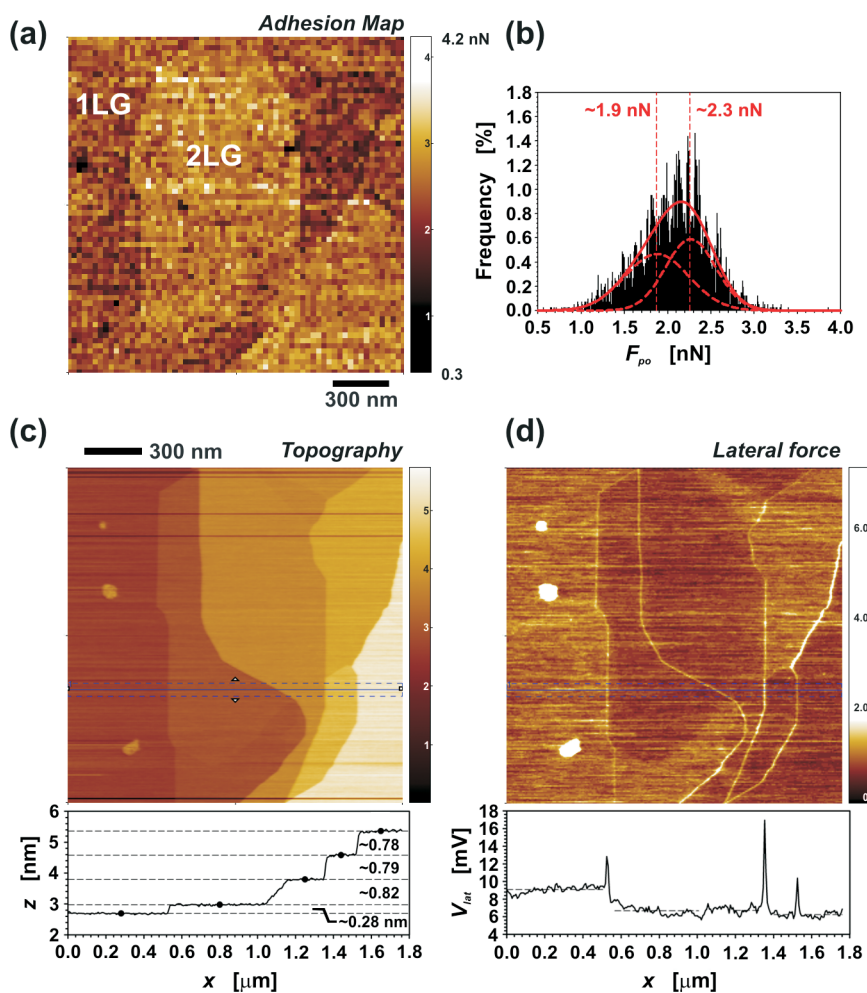 (a)
Adhesion Map
4.2 nN
4
3
2
1
0.3
1LG
2LG
300 nm
(b)
~1.9 nN
~2.3 nN
Frequency [%]
1.8
1.6
1.4
1.2
1.0
0.8
0.6
0.4
0.2
0.0
0.5 1.0 1.5 2.0 2.5 3.0 3.5 4.0
F_po [nN]
(c)
300 nm
Topography
5
4
3
2
1
z [nm]
6
5
4
3
2
~0.78
~0.79
~0.82
~0.28 nm
0.0 0.2 0.4 0.6 0.8 1.0 1.2 1.4 1.6 1.8
x [μm]
(d)
Lateral force
6.0
4.0
2.0
0
V_lat [mV]
18
16
14
12
10
8
6
4
0.0 0.2 0.4 0.6 0.8 1.0 1.2 1.4 1.6 1.8
x [μm]